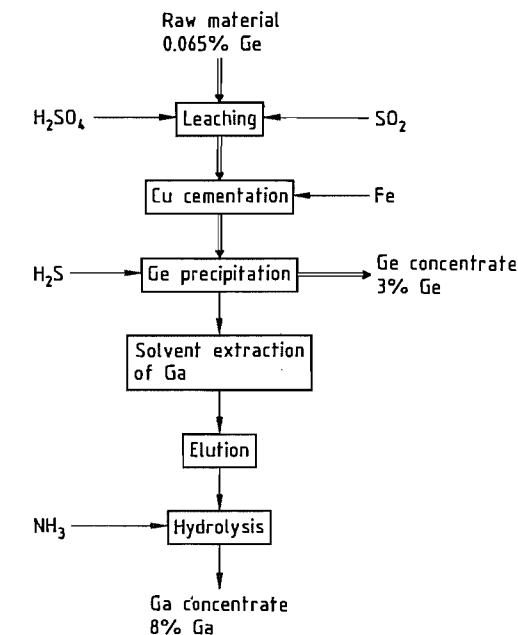 Raw material
0.065% Ge
H₂SO₄
Leaching
SO₂
Cu cementation
Fe
H₂S
Ge precipitation
Ge concentrate
3% Ge
Solvent extraction
of Ga
Elution
NH₃
Hydrolysis
Ga concentrate
8% Ga